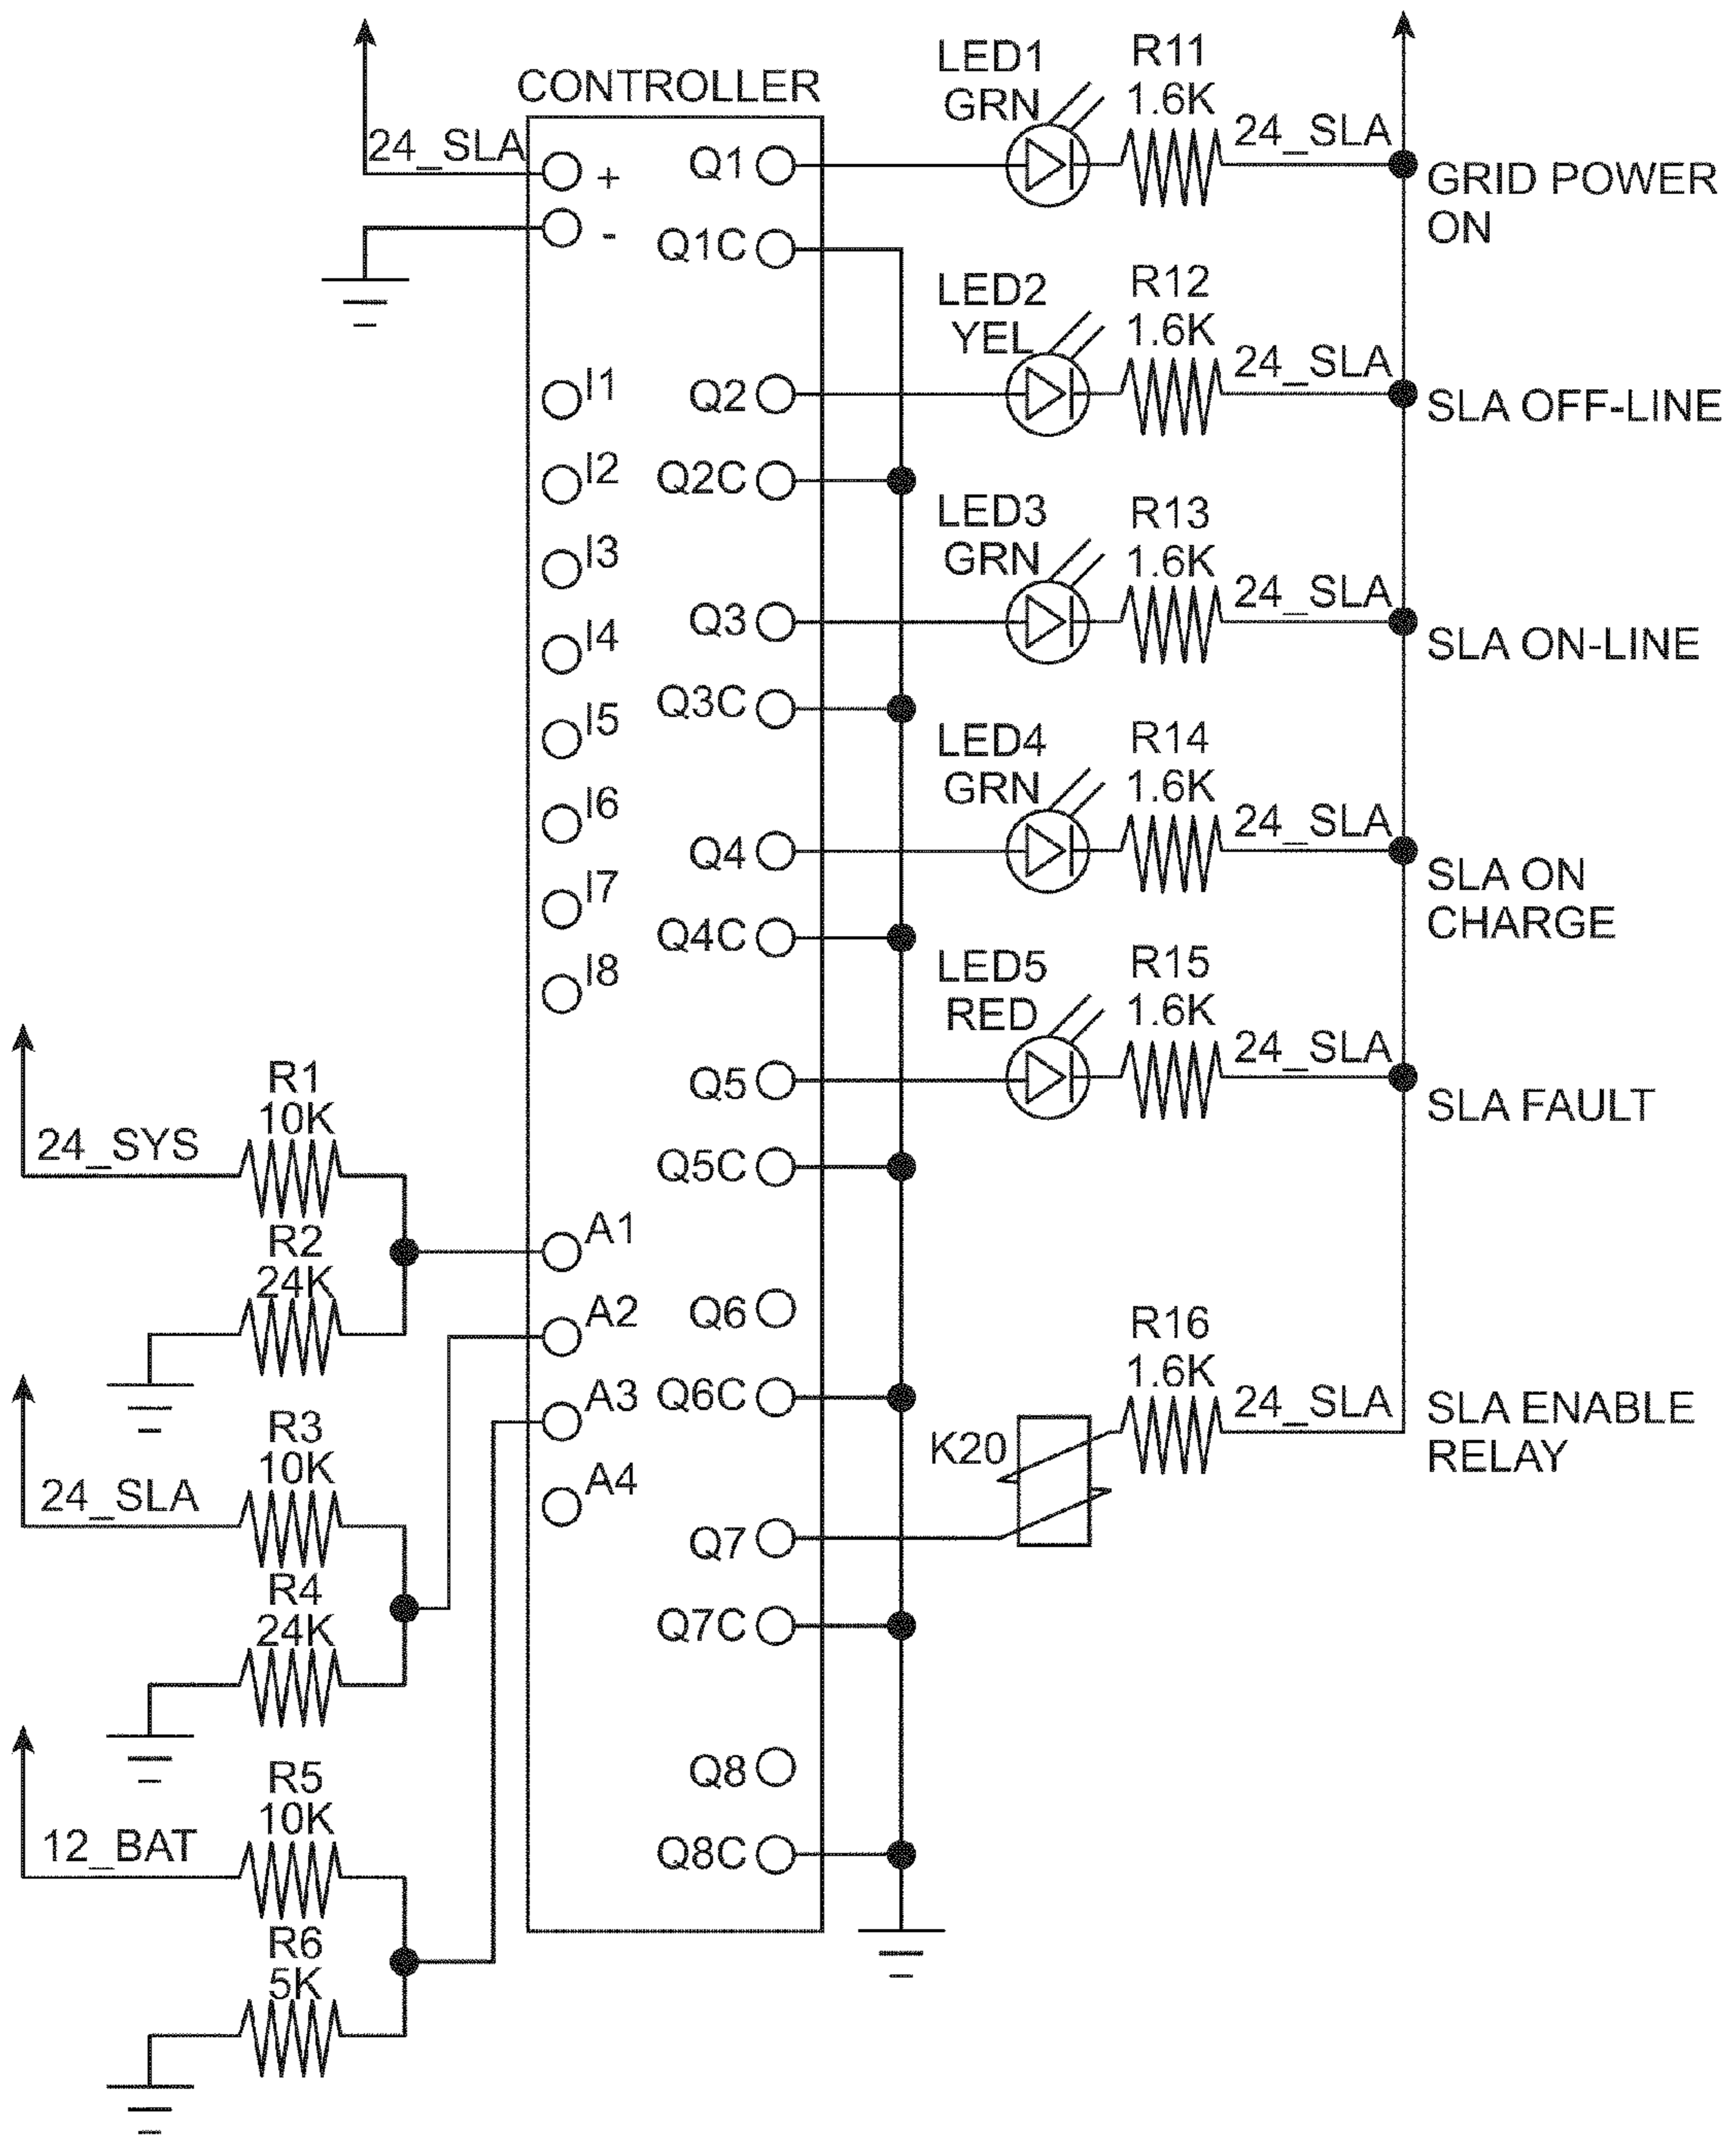 CONTROLLER
24_SLA
+
-
I1
I2
I3
I4
I5
I6
I7
I8
A1
A2
A3
A4
Q1
Q1C
Q2
Q2C
Q3
Q3C
Q4
Q4C
Q5
Q5C
Q6
Q6C
Q7
Q7C
Q8
Q8C
LED1
GRN
R11
1.6K
24_SLA
GRID POWER
ON
LED2
YEL
R12
1.6K
24_SLA
SLA OFF-LINE
LED3
GRN
R13
1.6K
24_SLA
SLA ON-LINE
LED4
GRN
R14
1.6K
24_SLA
SLA ON
CHARGE
LED5
RED
R15
1.6K
24_SLA
SLA FAULT
K20
R16
1.6K
24_SLA
SLA ENABLE
RELAY
R1
10K
24_SYS
R2
24K
R3
10K
24_SLA
R4
24K
R5
10K
12_BAT
R6
5K